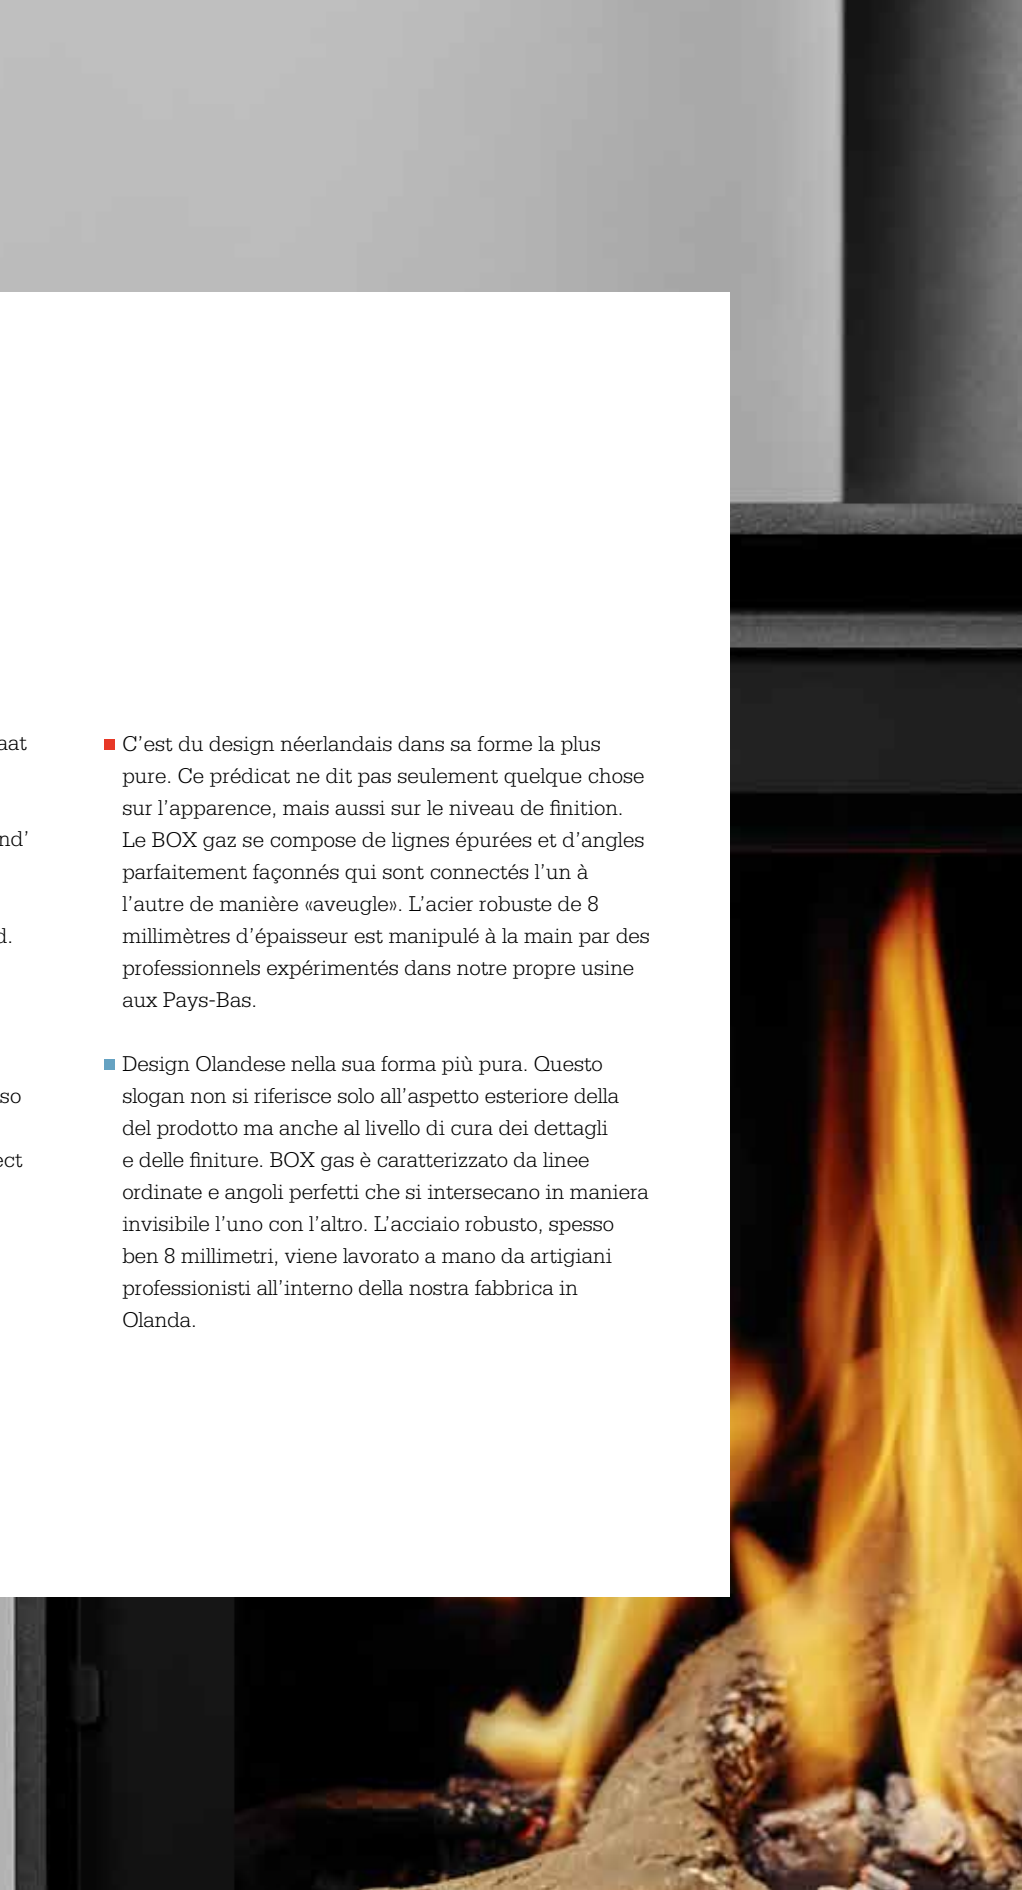 aat
nd’
d.
so
ect
C’est du design néerlandais dans sa forme la plus
pure. Ce prédicat ne dit pas seulement quelque chose
sur l’apparence, mais aussi sur le niveau de finition.
Le BOX gaz se compose de lignes épurées et d’angles
parfaitement façonnés qui sont connectés l’un à
l’autre de manière «aveugle». L’acier robuste de 8
millimètres d’épaisseur est manipulé à la main par des
professionnels expérimentés dans notre propre usine
aux Pays-Bas.
Design Olandese nella sua forma più pura. Questo
slogan non si riferisce solo all’aspetto esteriore della
del prodotto ma anche al livello di cura dei dettagli
e delle finiture. BOX gas è caratterizzato da linee
ordinate e angoli perfetti che si intersecano in maniera
invisibile l’uno con l’altro. L’acciaio robusto, spesso
ben 8 millimetri, viene lavorato a mano da artigiani
professionisti all’interno della nostra fabbrica in
Olanda.